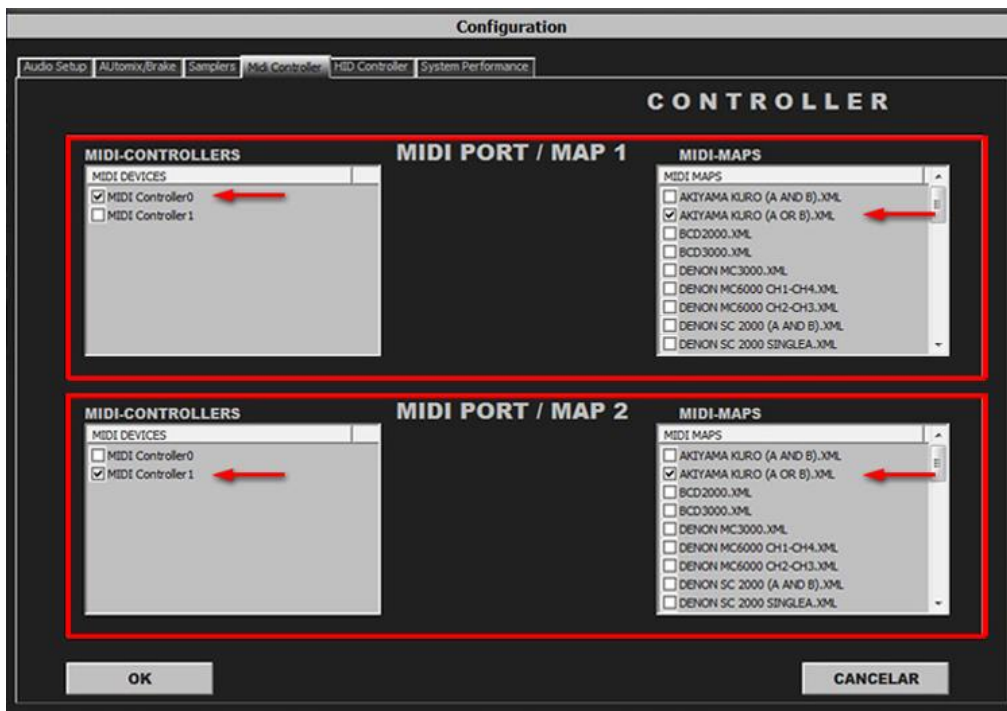 Configuration
Audio Setup AUtomix/Brake Samplers Midi Controller HID Controller System Performance
CONTROLLER
MIDI-CONTROLLERS
MIDI PORT / MAP 1
MIDI-MAPS
MIDI DEVICES
MIDI Controller0
MIDI Controller1
MIDI MAPS
AKIYAMA KURO (A AND B).XML
AKIYAMA KURO (A OR B).XML
BCD2000.XML
BCD3000.XML
DENON MC3000.XML
DENON MC6000 CH1-CH4.XML
DENON MC6000 CH2-CH3.XML
DENON SC 2000 (A AND B).XML
DENON SC 2000 SINGLEA.XML
MIDI-CONTROLLERS
MIDI PORT / MAP 2
MIDI-MAPS
MIDI DEVICES
MIDI Controller0
MIDI Controller1
MIDI MAPS
AKIYAMA KURO (A AND B).XML
AKIYAMA KURO (A OR B).XML
BCD2000.XML
BCD3000.XML
DENON MC3000.XML
DENON MC6000 CH1-CH4.XML
DENON MC6000 CH2-CH3.XML
DENON SC 2000 (A AND B).XML
DENON SC 2000 SINGLEA.XML
OK
CANCELAR